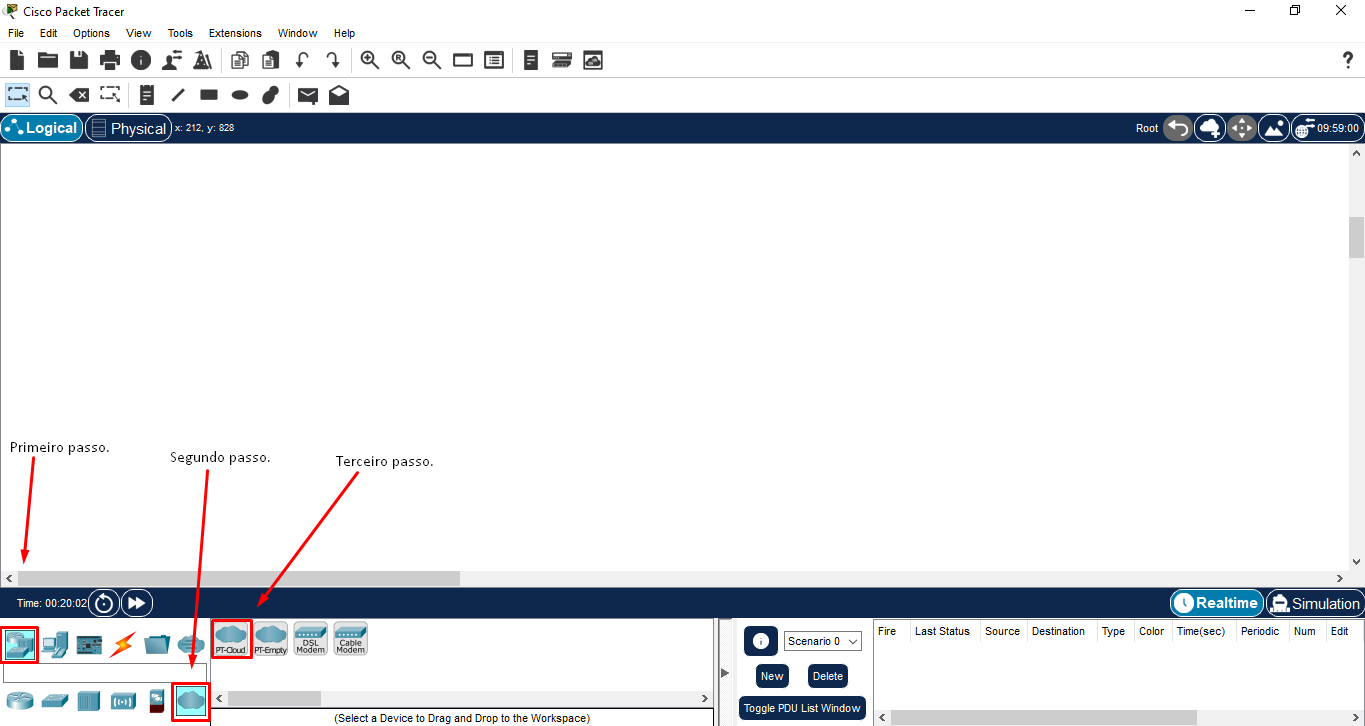 Cisco Packet Tracer
File Edit Options View Tools Extensions Window Help
Logical Physical x: 212, y: 828 Root 09:59:00
Primeiro passo.
Segundo passo.
Terceiro passo.
Time: 00:20:02 Realtime Simulation
PT-Cloud PT-Empty DSL Modem Cable Modem
Scenario 0
New Delete
Toggle PDU List Window
Fire Last Status Source Destination Type Color Time(sec) Periodic Num Edit
(Select a Device to Drag and Drop to the Workspace)